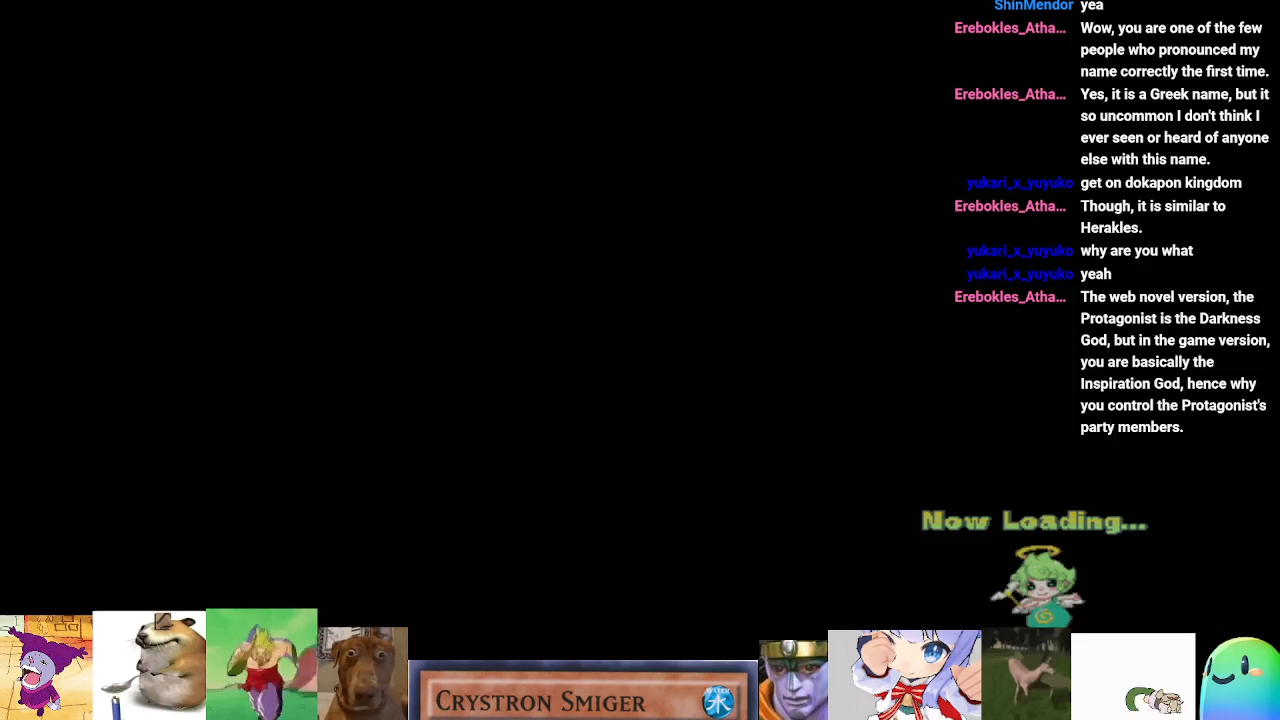 ShinMendor yea
Erebokles_Atha... Wow, you are one of the few
people who pronounced my
name correctly the first time.
Erebokles_Atha... Yes, it is a Greek name, but it
so uncommon I don't think I
ever seen or heard of anyone
else with this name.
yukari_x_yuyuko get on dokapon kingdom
Erebokles_Atha... Though, it is similar to
Herakles.
yukari_x_yuyuko why are you what
yukari_x_yuyuko yeah
Erebokles_Atha... The web novel version, the
Protagonist is the Darkness
God, but in the game version,
you are basically the
Inspiration God, hence why
you control the Protagonist's
party members.
Now Loading...
Crystron Smiger
WATER
水